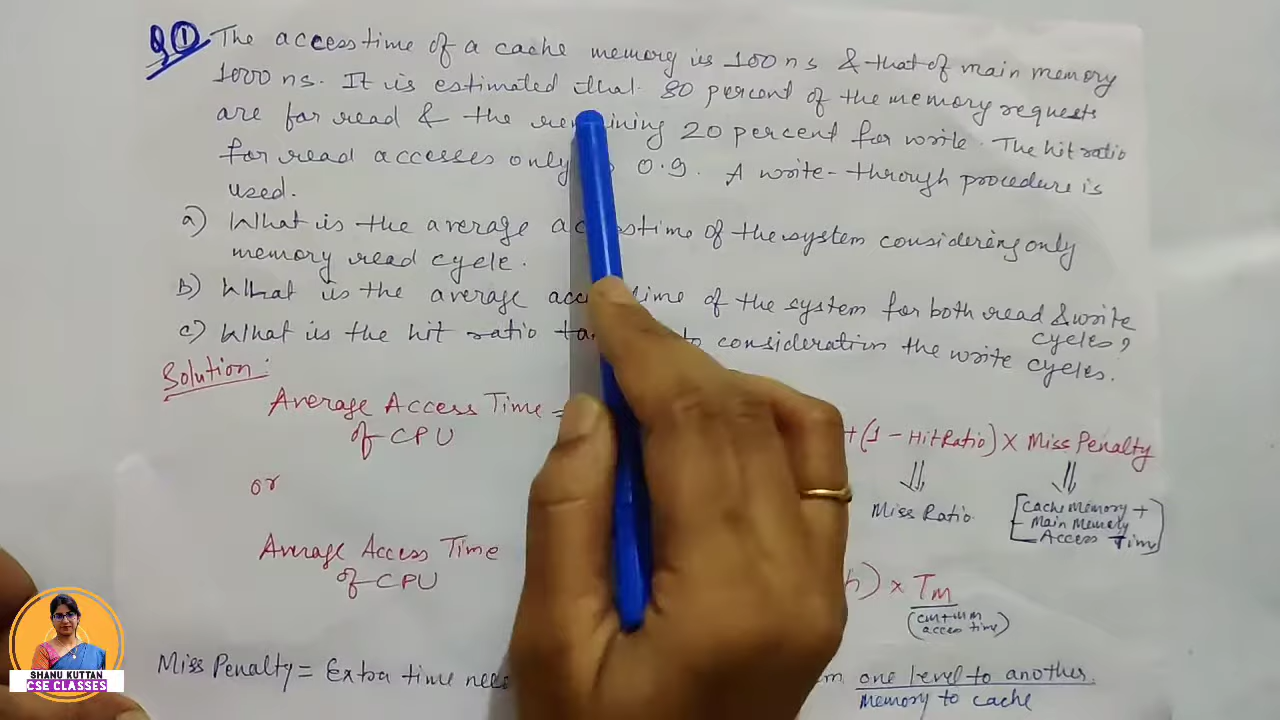 Q1 The access time of a cache memory is 100 ns & that of main memory
1000 ns. It is estimated that 80 percent of the memory requests
are for read & the remaining 20 percent for write. The hit ratio
for read accesses only 0.9. A write-through procedure is
used.
a) What is the average time of the system considering only
memory read cycle.
b) What is the average time of the system for both read & write
cycles?
c) What is the hit ratio to consideration the write cycles.
Solution:
Average Access Time =
of CPU
+ (1 - Hit Ratio) × Miss Penalty
Miss Ratio
[Cache Memory +
Main Memory
Access Time]
or
Average Access Time
of CPU
h) × Tm
(CM+MM
access time)
Miss Penalty = Extra time one level to another
Memory to cache
SHANU KUTTAN
CSE CLASSES